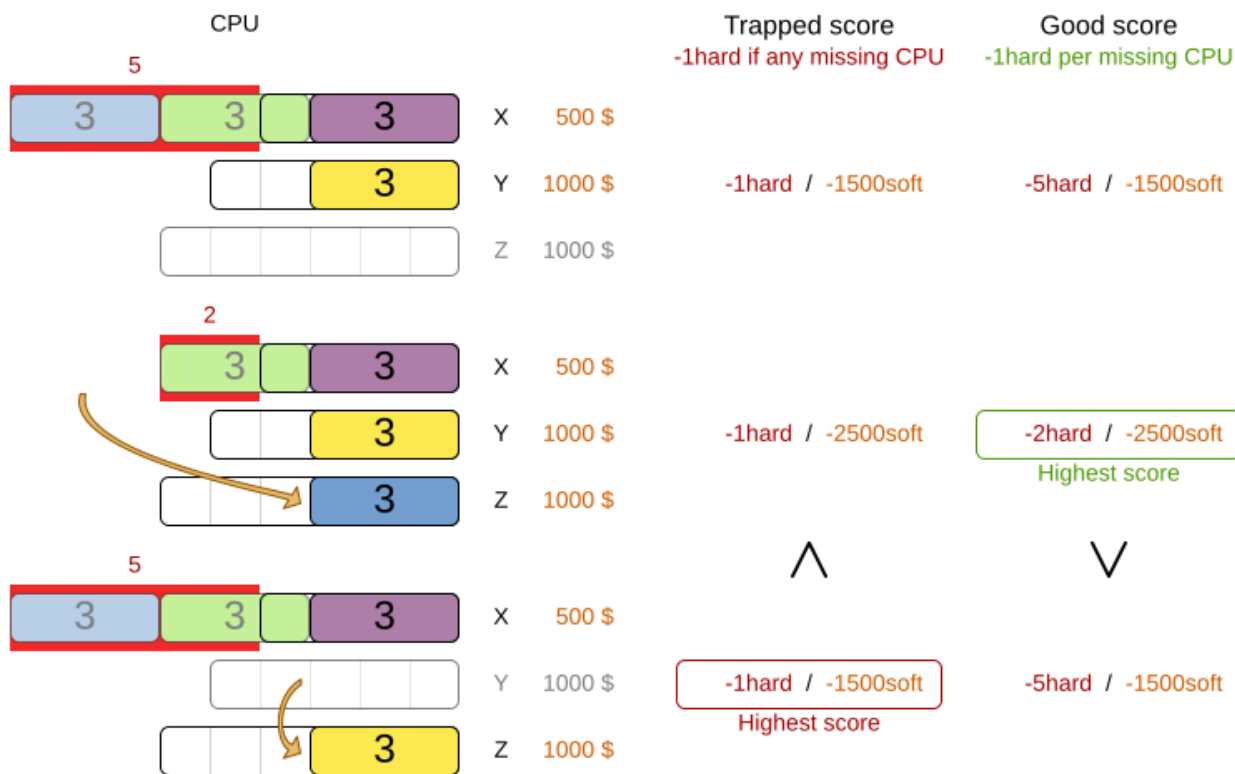 CPU
Trapped score
Good score
-1hard if any missing CPU
-1hard per missing CPU
5
3 3 3 X 500 $
3 Y 1000 $ -1hard / -1500soft -5hard / -1500soft
Z 1000 $
2
3 3 X 500 $
3 Y 1000 $ -1hard / -2500soft -2hard / -2500soft
Highest score
3 Z 1000 $
5
3 3 3 X 500 $
Y 1000 $ -1hard / -1500soft -5hard / -1500soft
Highest score
3 Z 1000 $